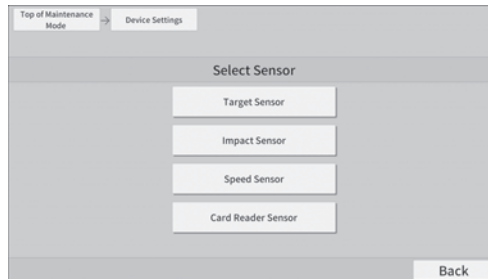 Top of Maintenance
Mode
→
Device Settings
Select Sensor
Target Sensor
Impact Sensor
Speed Sensor
Card Reader Sensor
Back